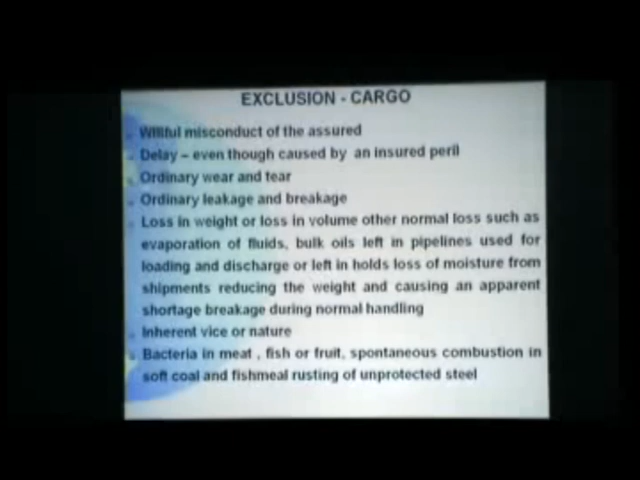 EXCLUSION - CARGO
Willful misconduct of the assured
Delay – even though caused by an insured peril
Ordinary wear and tear
Ordinary leakage and breakage
Loss in weight or loss in volume other normal loss such as
evaporation of fluids, bulk oils left in pipelines used for
loading and discharge or left in holds loss of moisture from
shipments reducing the weight and causing an apparent
shortage breakage during normal handling
Inherent vice or nature
Bacteria in meat , fish or fruit, spontaneous combustion in
soft coal and fishmeal rusting of unprotected steel